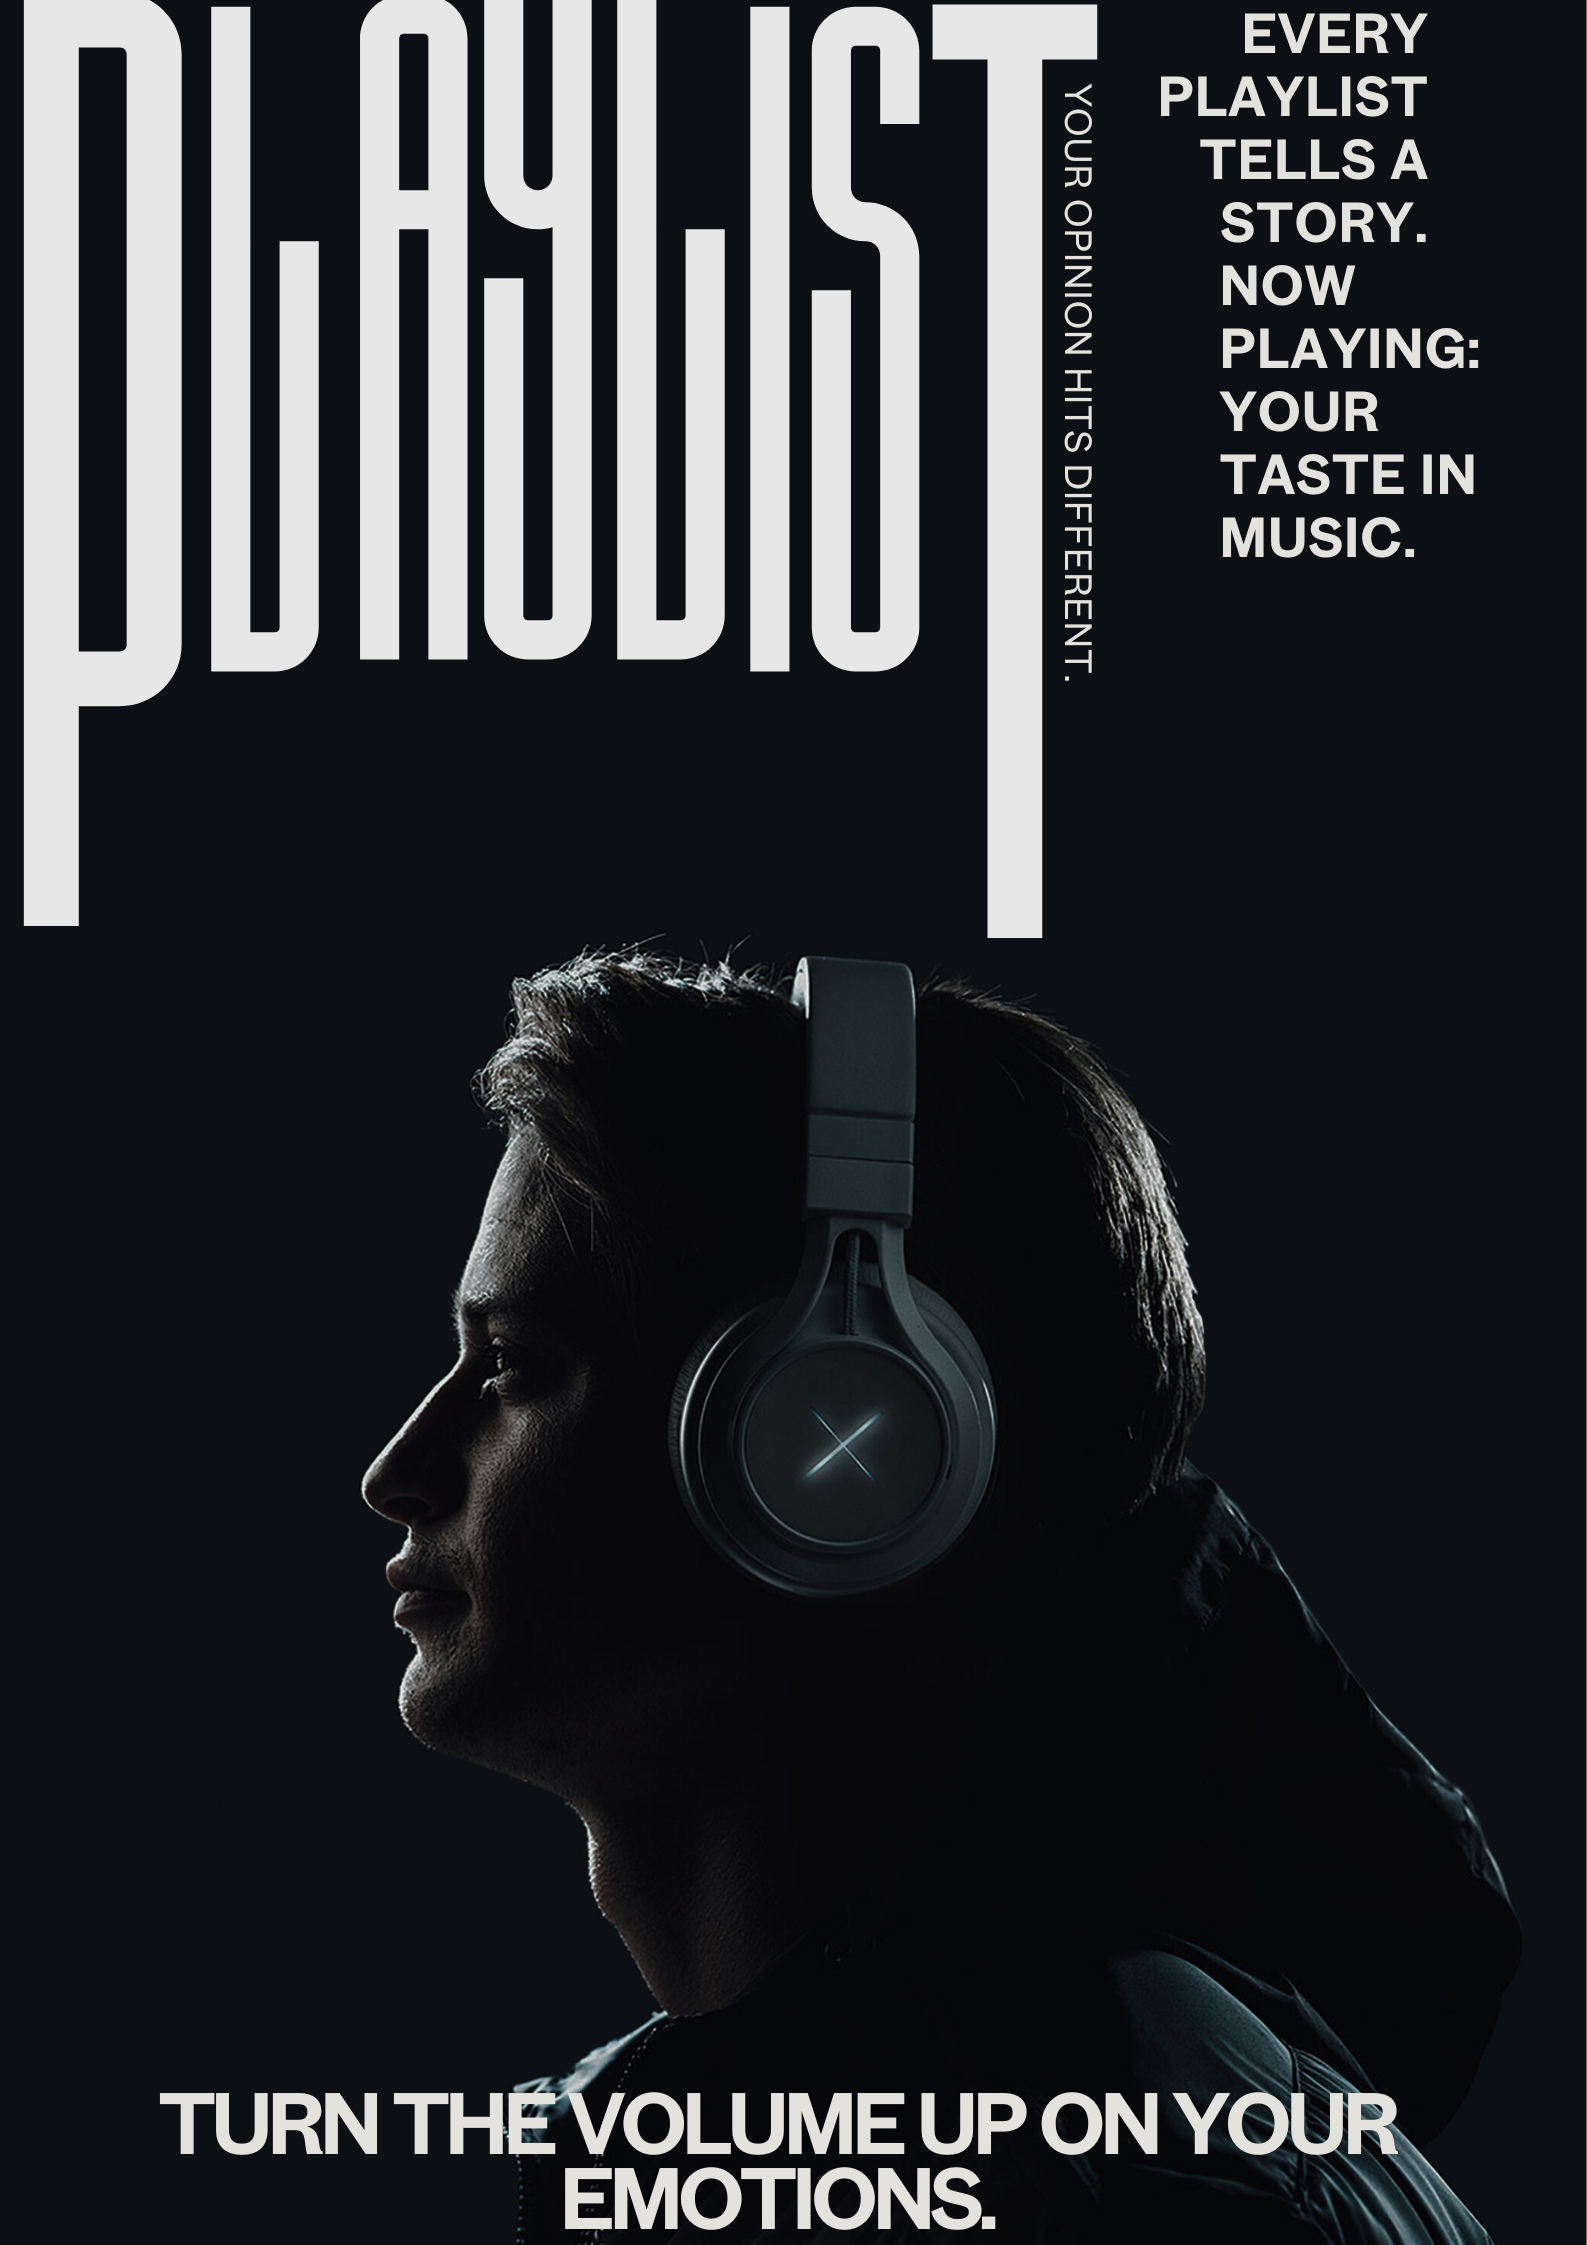 PLAYLIST
YOUR OPINION HITS DIFFERENT.
EVERY
PLAYLIST
TELLS A
STORY.
NOW
PLAYING:
YOUR
TASTE IN
MUSIC.
TURN THE VOLUME UP ON YOUR
EMOTIONS.